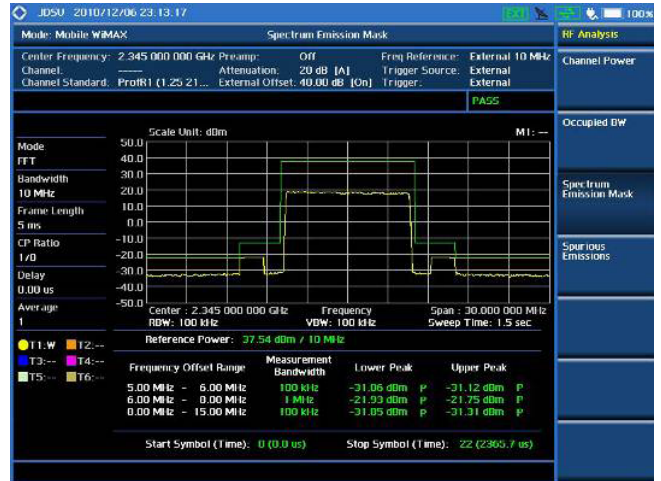 JDSU 2010/12/06 23:13:17 EXT 100%
Mode: Mobile WiMAX Spectrum Emission Mask RF Analysis
Center Frequency: 2.345 000 000 GHz Preamp: Off Freq Reference: External 10 MHz
Channel: ----- Attenuation: 20 dB [A] Trigger Source: External
Channel Standard: ProfR1 (1.25 21... External Offset: 40.00 dB [On] Trigger: External
Channel Power
PASS
Occupied BW
Spectrum
Emission Mask
Spurious
Emissions
Scale Unit: dBm M1: --
Mode
FFT
Bandwidth
10 MHz
Frame Length
5 ms
CP Ratio
1/8
Delay
0.00 us
Average
1
T1:W T2:--
T3:-- T4:--
T5:-- T6:--
50.0
40.0
30.0
20.0
10.0
0.0
-10.0
-20.0
-30.0
-40.0
-50.0
Center : 2.345 000 000 GHz Frequency Span : 30.000 000 MHz
RBW: 100 kHz VBW: 100 kHz Sweep Time: 1.5 sec
Reference Power: 37.54 dBm / 10 MHz
Frequency Offset Range Measurement Bandwidth Lower Peak Upper Peak
5.00 MHz - 6.00 MHz 100 kHz -31.06 dBm P -31.12 dBm P
6.00 MHz - 8.00 MHz 1 MHz -21.93 dBm P -21.75 dBm P
8.00 MHz - 15.00 MHz 100 kHz -31.05 dBm P -31.31 dBm P
Start Symbol (Time): 0 (0.0 us) Stop Symbol (Time): 22 (2365.7 us)